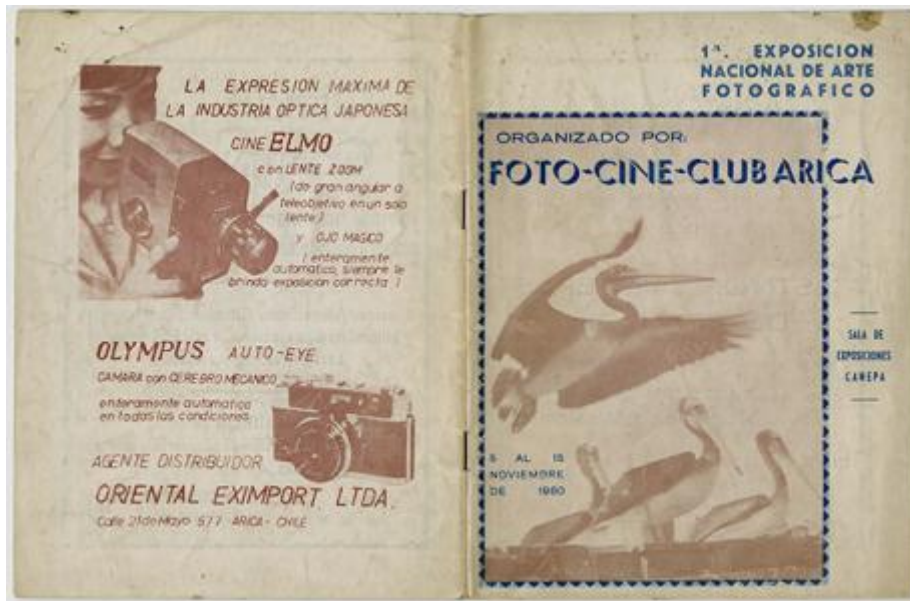 LA EXPRESION MAXIMA DE
LA INDUSTRIA OPTICA JAPONESA
CINE ELMO
con LENTE ZOOM
(de gran angular a
teleobjetivo en un solo
lente)
y OJO MAGICO
(enteramente
automatico, siempre le
brinda exposición correcta)
OLYMPUS AUTO-EYE
CAMARA con CEREBRO MECANICO
enteramente automatica
en todas las condiciones
AGENTE DISTRIBUIDOR
ORIENTAL EXIMPORT LTDA.
Calle 21 de Mayo 577 ARICA - CHILE
1ª. EXPOSICION
NACIONAL DE ARTE
FOTOGRAFICO
ORGANIZADO POR:
FOTO-CINE-CLUB ARICA
SALA DE
EXPOSICIONES
CANEPA
5 AL 15
NOVIEMBRE
DE 1960